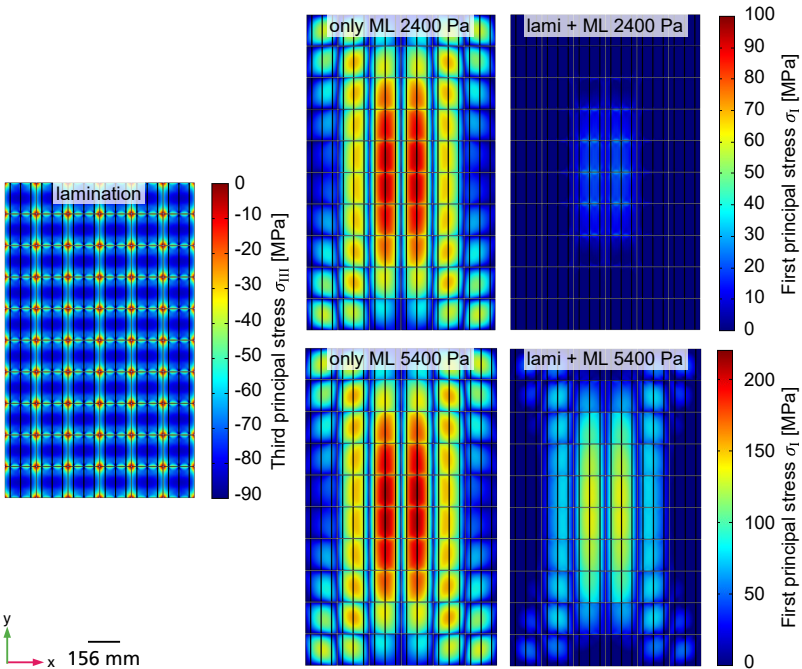 only ML 2400 Pa
lami + ML 2400 Pa
100
90
80
70
60
50
40
30
20
10
0
First principal stress σI [MPa]
lamination
0
-10
-20
-30
-40
-50
-60
-70
-80
-90
Third principal stress σIII [MPa]
only ML 5400 Pa
lami + ML 5400 Pa
200
150
100
50
0
First principal stress σI [MPa]
y
x
156 mm